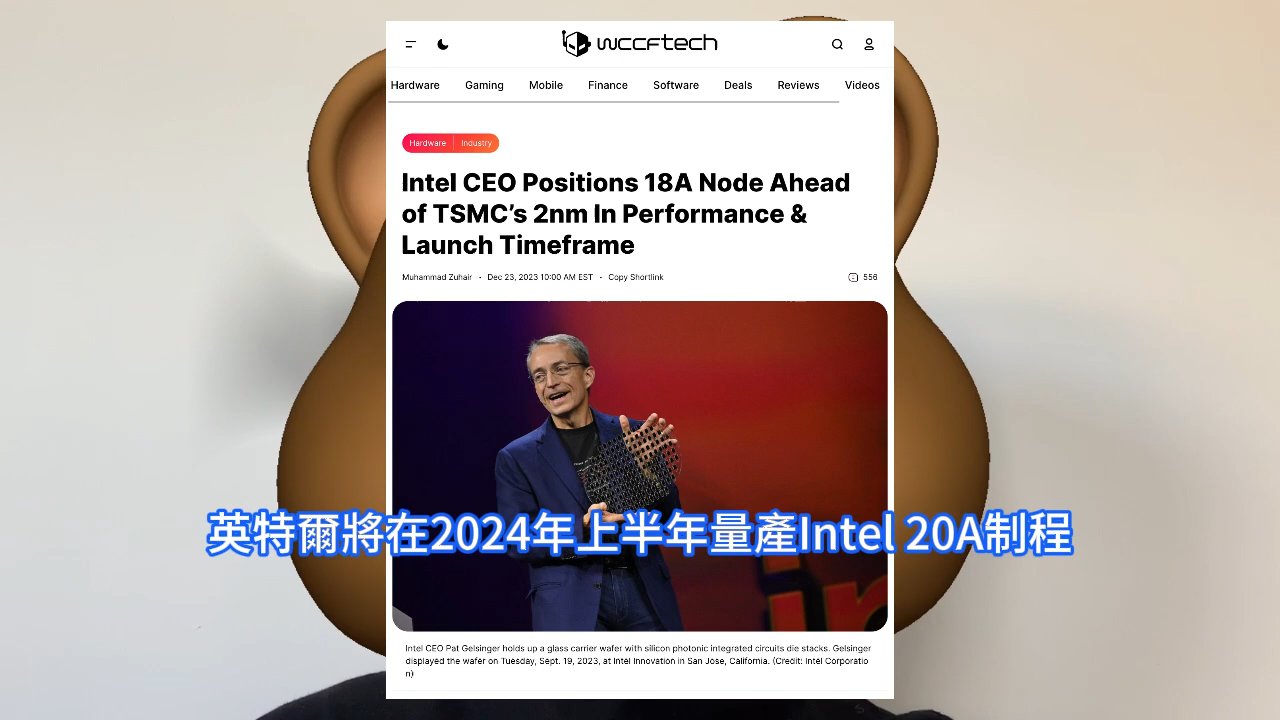 wccftech
Hardware Gaming Mobile Finance Software Deals Reviews Videos
Hardware Industry
Intel CEO Positions 18A Node Ahead
of TSMC’s 2nm In Performance &
Launch Timeframe
Muhammad Zuhair • Dec 23, 2023 10:00 AM EST • Copy Shortlink 556
英特爾將在2024年上半年量產Intel 20A制程
Intel CEO Pat Gelsinger holds up a glass carrier wafer with silicon photonic integrated circuits die stacks. Gelsinger
displayed the wafer on Tuesday, Sept. 19, 2023, at Intel Innovation in San Jose, California. (Credit: Intel Corporatio
n)